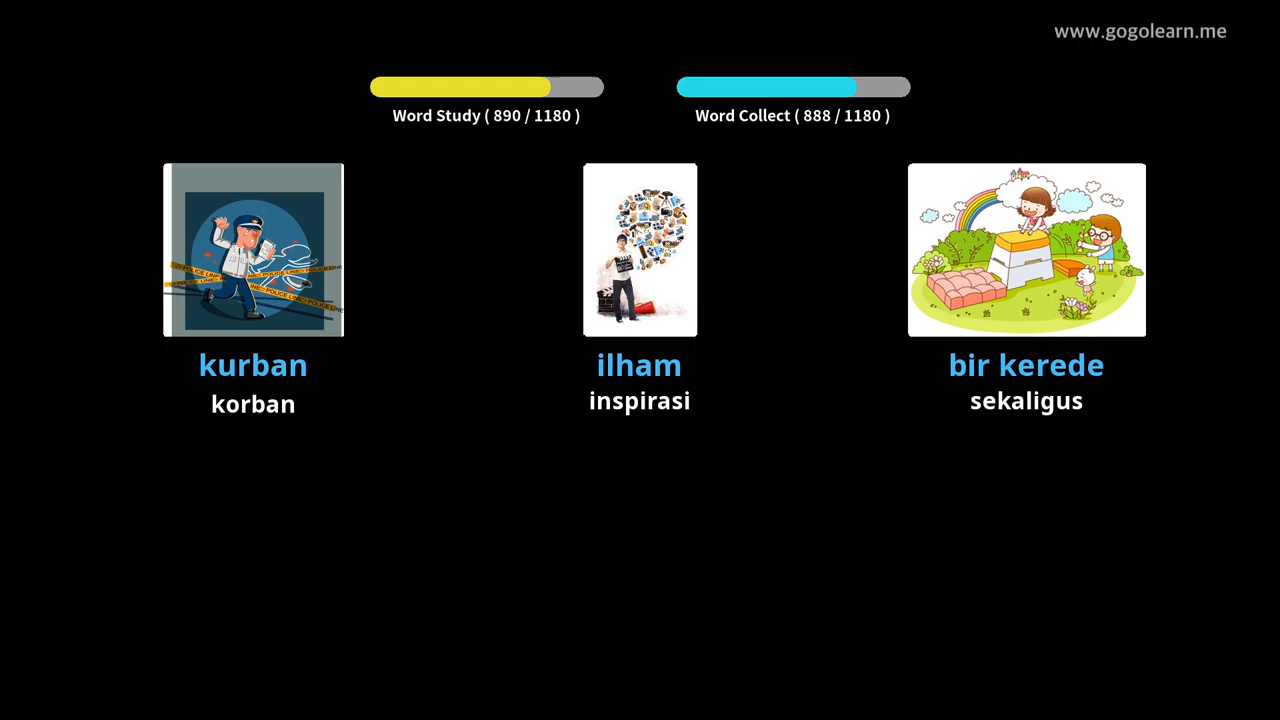 www.gogolearn.me
Word Study ( 890 / 1180 )
Word Collect ( 888 / 1180 )
kurban
korban
ilham
inspirasi
bir kerede
sekaligus